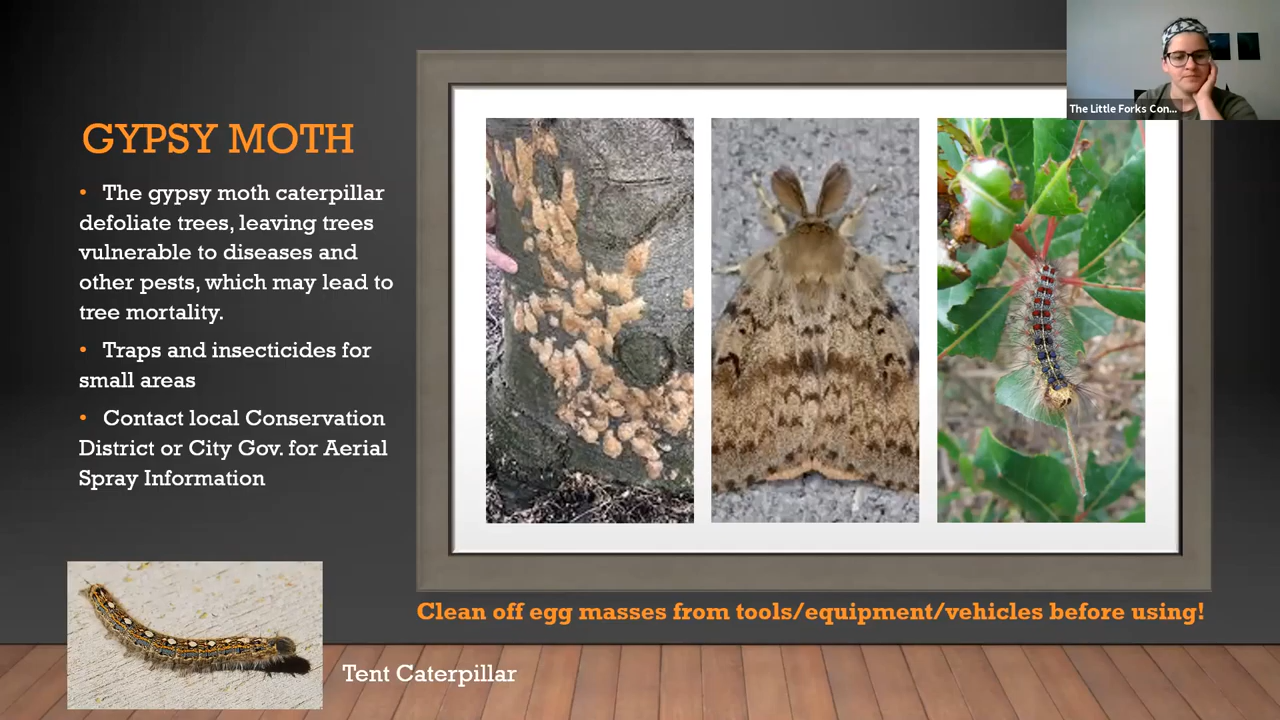 The Little Forks Con...
GYPSY MOTH
• The gypsy moth caterpillar
defoliate trees, leaving trees
vulnerable to diseases and
other pests, which may lead to
tree mortality.
• Traps and insecticides for
small areas
• Contact local Conservation
District or City Gov. for Aerial
Spray Information
Clean off egg masses from tools/equipment/vehicles before using!
Tent Caterpillar